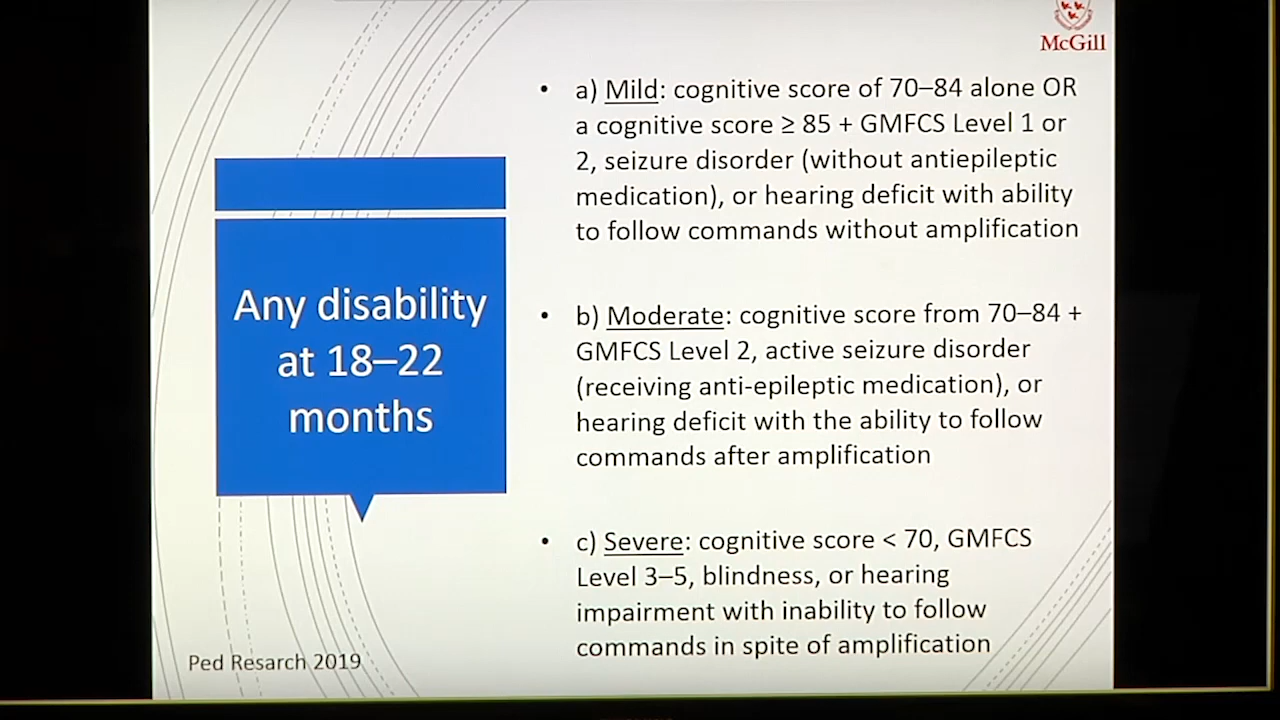 McGill
• a) Mild: cognitive score of 70–84 alone OR
a cognitive score ≥ 85 + GMFCS Level 1 or
2, seizure disorder (without antiepileptic
medication), or hearing deficit with ability
to follow commands without amplification
Any disability
at 18–22
months
• b) Moderate: cognitive score from 70–84 +
GMFCS Level 2, active seizure disorder
(receiving anti-epileptic medication), or
hearing deficit with the ability to follow
commands after amplification
• c) Severe: cognitive score < 70, GMFCS
Level 3–5, blindness, or hearing
impairment with inability to follow
commands in spite of amplification
Ped Resarch 2019